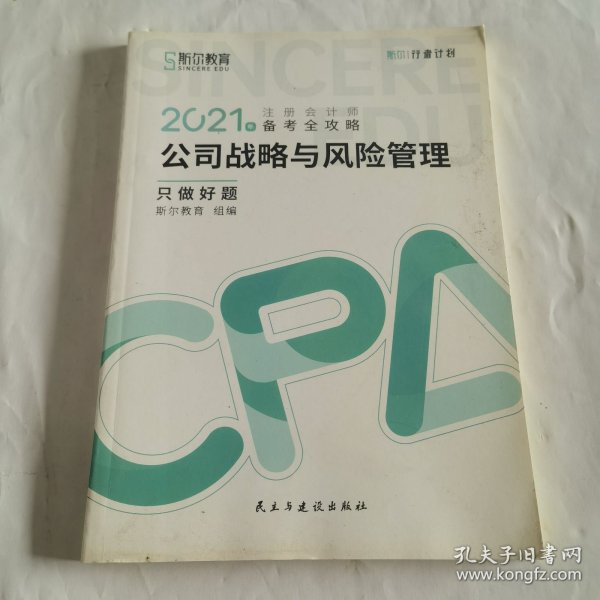 斯尔教育
SINCERE EDU
斯尔 行课计划
SINCERE
EDU
2021年
注册会计师
备考全攻略
公司战略与风险管理
只做好题
斯尔教育 组编
CPA
民主与建设出版社
孔夫子旧书网
www.kongfz.com